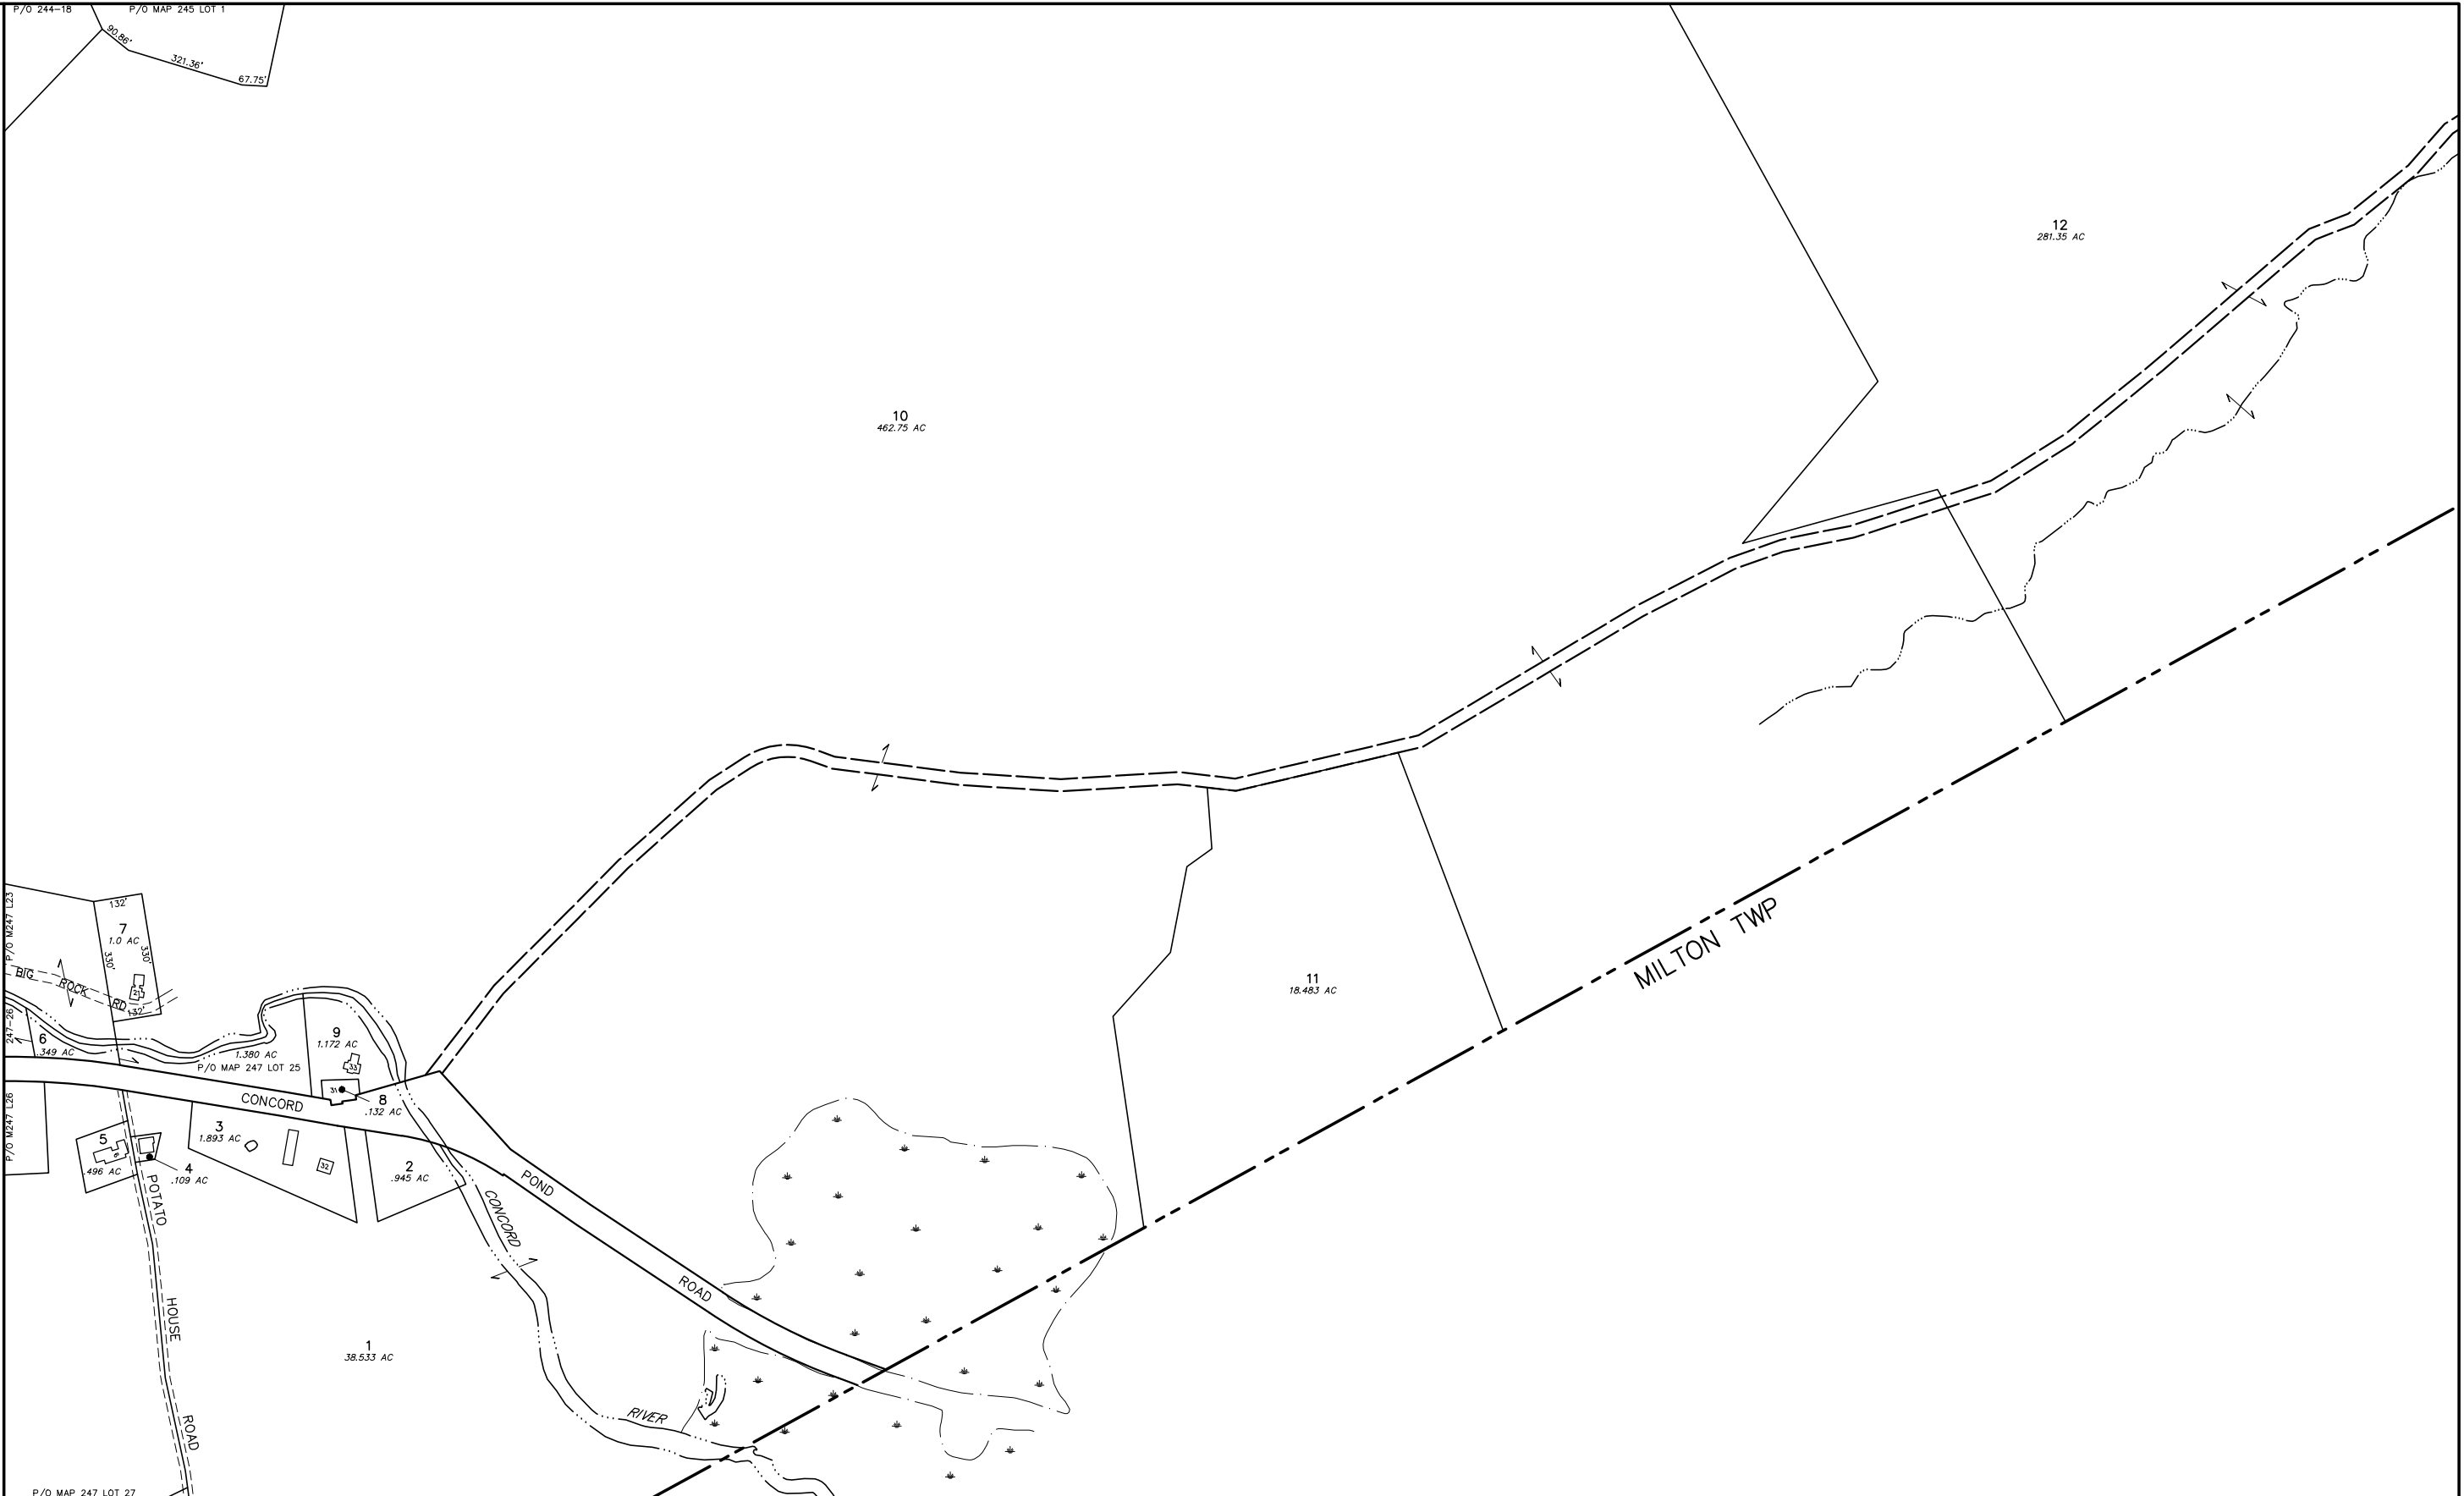 P/O 244-18
P/O MAP 245 LOT 1
90.86'
321.36'
67.75'
12
281.35 AC
10
462.75 AC
P/O M247 L23
132'
7
1.0 AC
330'
330'
BIG ROCK RD
21
132'
247-26
6
.349 AC
1.380 AC
P/O MAP 247 LOT 25
9
1.172 AC
33
31
8
.132 AC
11
18.483 AC
MILTON TWP
CONCORD POND ROAD
P/O M247 L26
5
.496 AC
4
.109 AC
3
1.893 AC
32
2
.945 AC
POTATO HOUSE ROAD
CONCORD RIVER
1
38.533 AC
P/O MAP 247 LOT 27